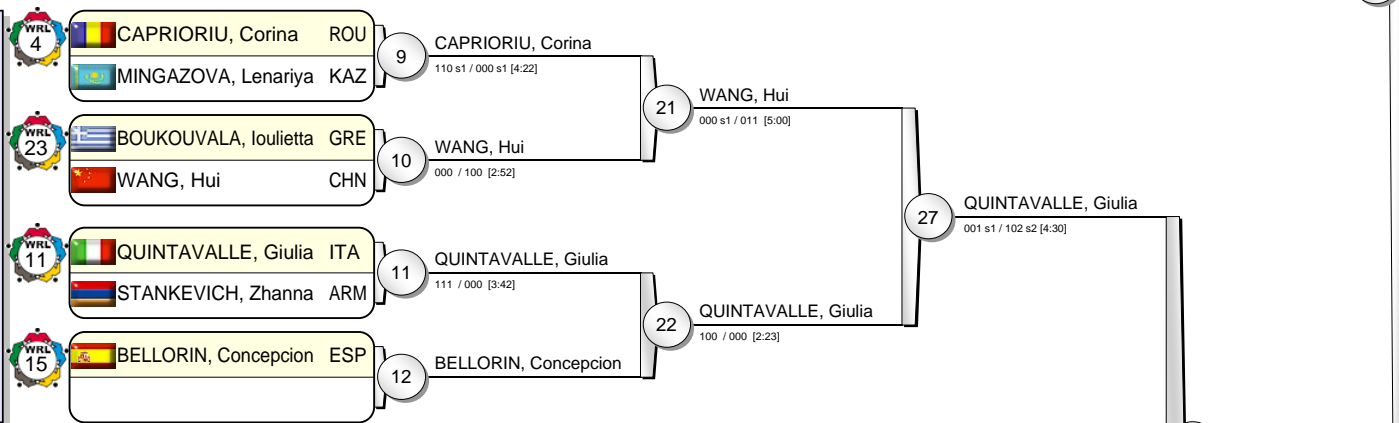 WRL
4
CAPRIORIU, Corina ROU
MINGAZOVA, Lenariya KAZ
9
CAPRIORIU, Corina
110 s1 / 000 s1 [4:22]
21
WANG, Hui
000 s1 / 011 [5:00]
WRL
23
BOUKOUVALA, Ioulietta GRE
WANG, Hui CHN
10
WANG, Hui
000 / 100 [2:52]
27
QUINTAVALLE, Giulia
001 s1 / 102 s2 [4:30]
WRL
11
QUINTAVALLE, Giulia ITA
STANKEVICH, Zhanna ARM
11
QUINTAVALLE, Giulia
111 / 000 [3:42]
22
QUINTAVALLE, Giulia
100 / 000 [2:23]
WRL
15
BELLORIN, Concepcion ESP
12
BELLORIN, Concepcion